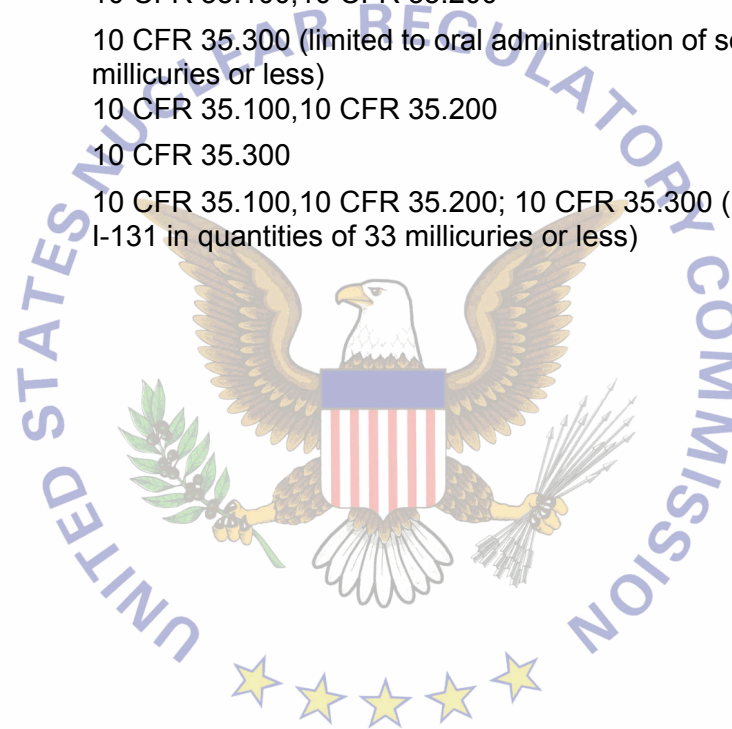 10 CFR 35.300 (limited to oral administration of
millicuries or less)
10 CFR 35.100,10 CFR 35.200
10 CFR 35.300
10 CFR 35.100,10 CFR 35.200; 10 CFR 35.300 (
I-131 in quantities of 33 millicuries or less)
UNITED STATES NUCLEAR REGULATORY COMMISSION